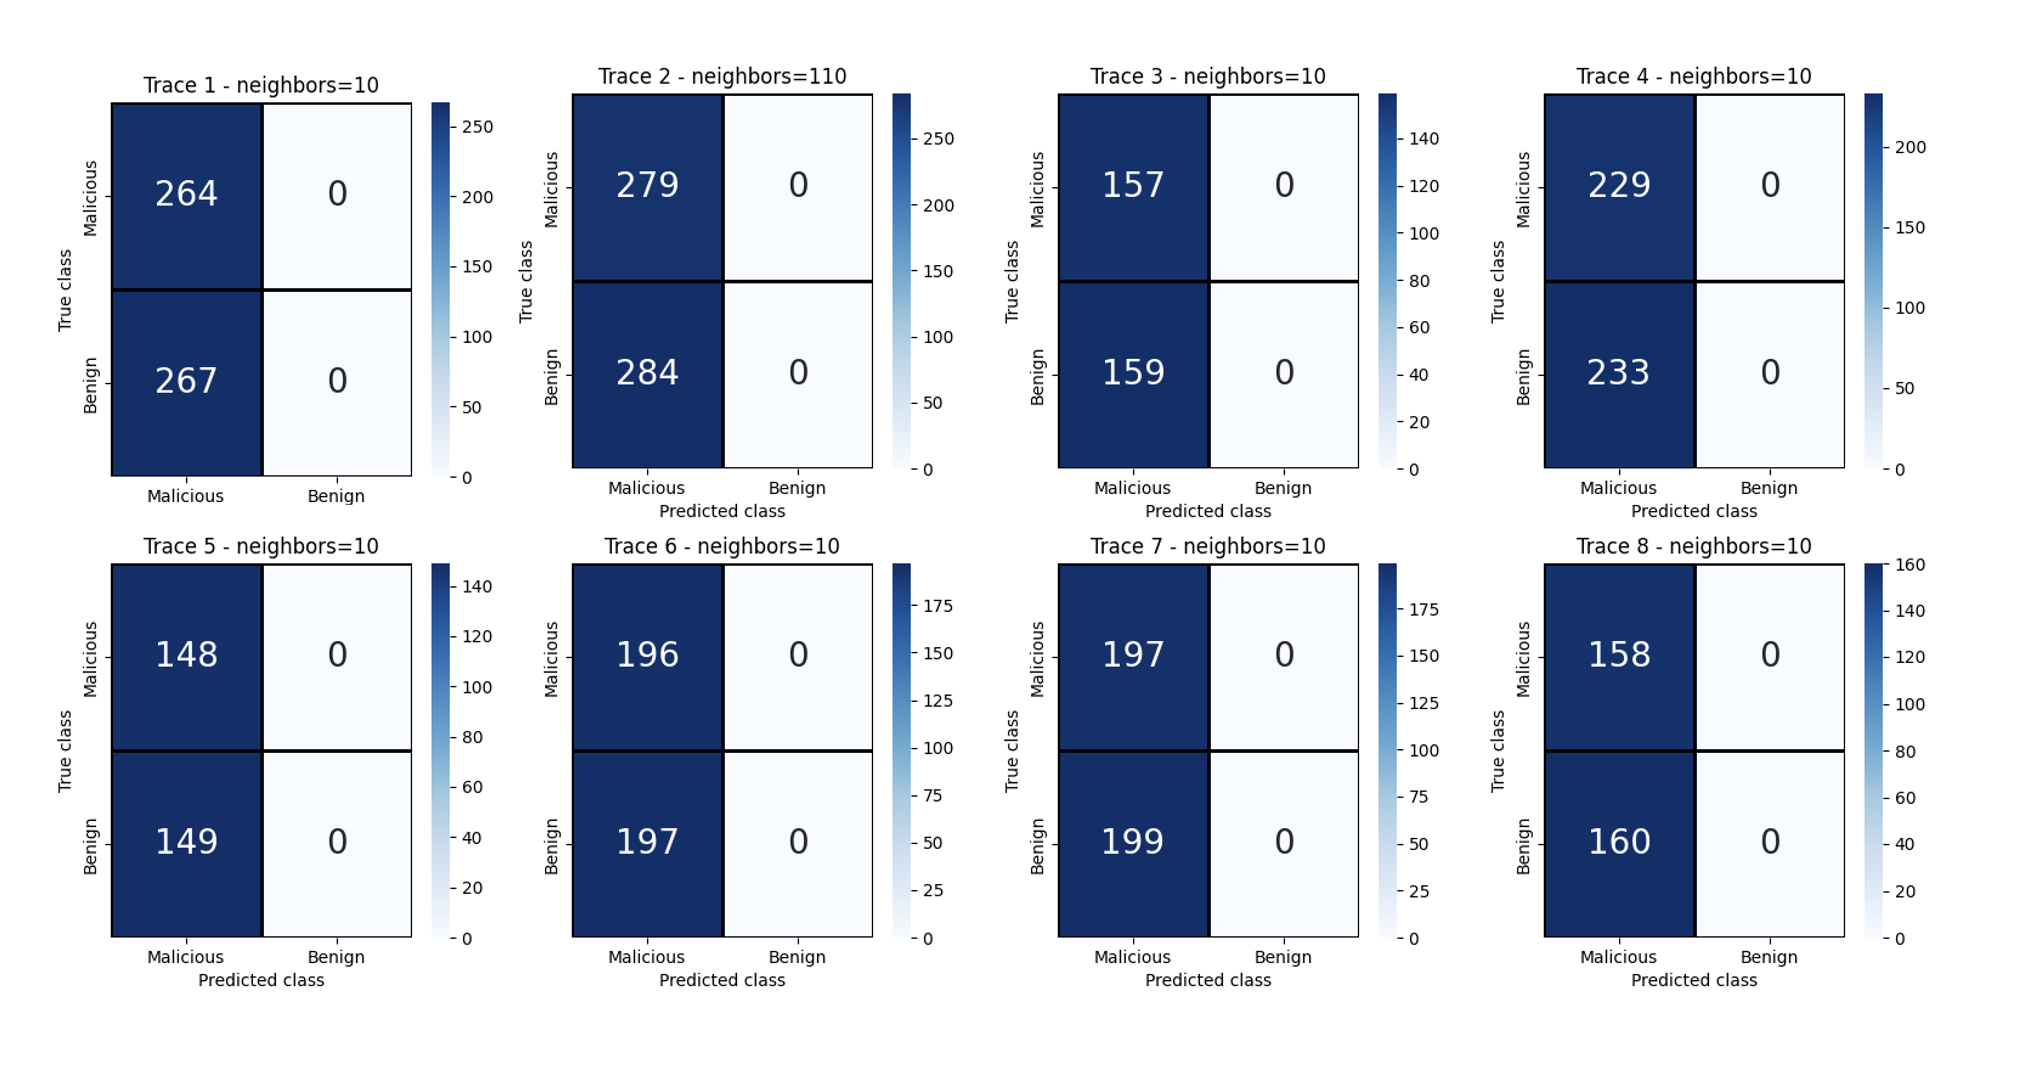 Trace 1 - neighbors=10
True class
Malicious
Benign
264
0
267
0
Malicious
Benign
250
200
150
100
50
0
Trace 2 - neighbors=110
True class
Malicious
Benign
279
0
284
0
Malicious
Benign
Predicted class
250
200
150
100
50
0
Trace 3 - neighbors=10
True class
Malicious
Benign
157
0
159
0
Malicious
Benign
Predicted class
140
120
100
80
60
40
20
0
Trace 4 - neighbors=10
True class
Malicious
Benign
229
0
233
0
Malicious
Benign
Predicted class
200
150
100
50
0
Trace 5 - neighbors=10
True class
Malicious
Benign
148
0
149
0
Malicious
Benign
Predicted class
140
120
100
80
60
40
20
0
Trace 6 - neighbors=10
Malicious
Benign
196
0
197
0
Malicious
Benign
Predicted class
175
150
125
100
75
50
25
0
Trace 7 - neighbors=10
True class
Malicious
Benign
197
0
199
0
Malicious
Benign
Predicted class
175
150
125
100
75
50
25
0
Trace 8 - neighbors=10
True class
Malicious
Benign
158
0
160
0
Malicious
Benign
Predicted class
160
140
120
100
80
60
40
20
0